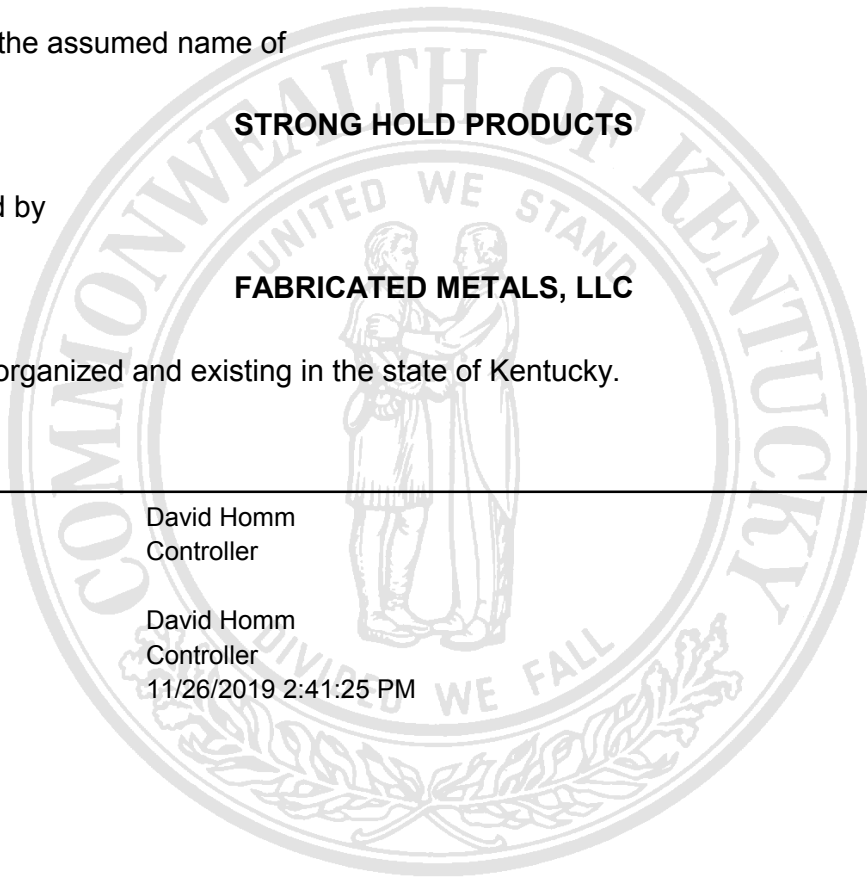 the assumed name of
STRONG HOLD PRODUCTS
d by
FABRICATED METALS, LLC
organized and existing in the state of Kentucky.
David Homm
Controller
David Homm
Controller
11/26/2019 2:41:25 PM
COMMONWEALTH OF KENTUCKY
UNITED WE STAND
DIVIDED WE FALL